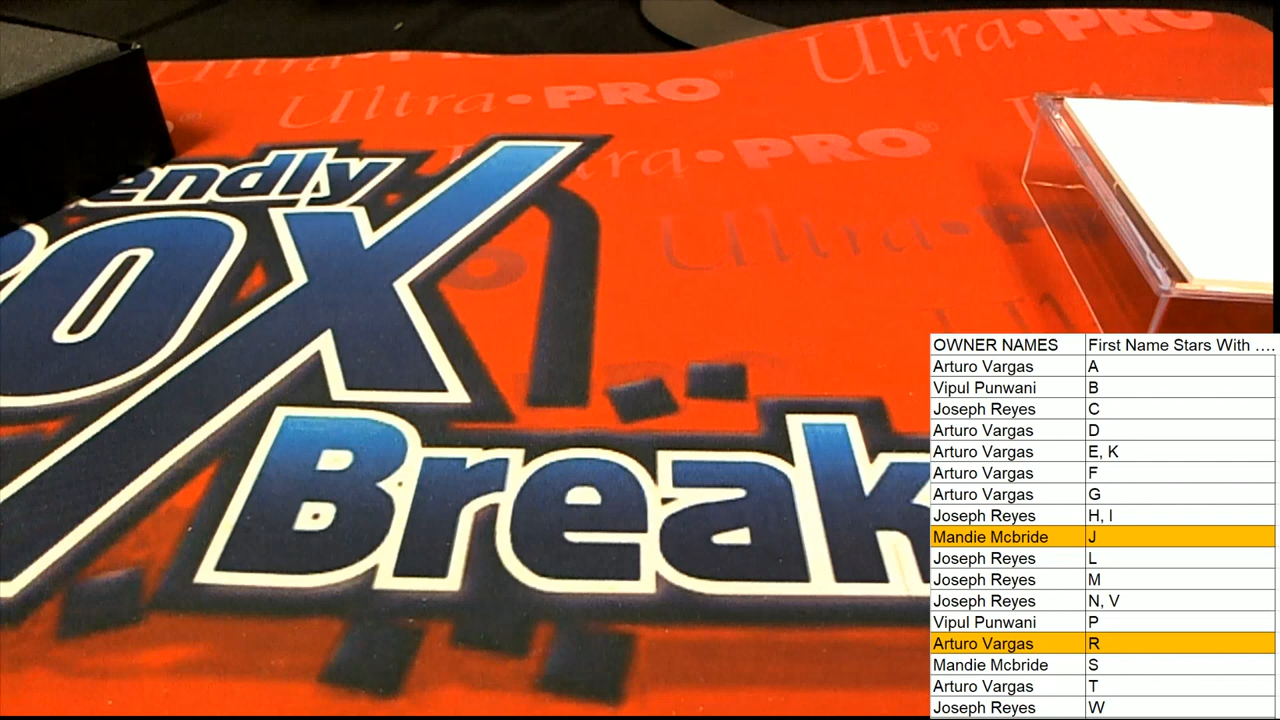 Ultra•PRO
Ultra•PRO®
Ultra•PRO®
Ultra•
endly
ox
Break
OWNER NAMES First Name Stars With ....
Arturo Vargas A
Vipul Punwani B
Joseph Reyes C
Arturo Vargas D
Arturo Vargas E, K
Arturo Vargas F
Arturo Vargas G
Joseph Reyes H, I
Mandie Mcbride J
Joseph Reyes L
Joseph Reyes M
Joseph Reyes N, V
Vipul Punwani P
Arturo Vargas R
Mandie Mcbride S
Arturo Vargas T
Joseph Reyes W